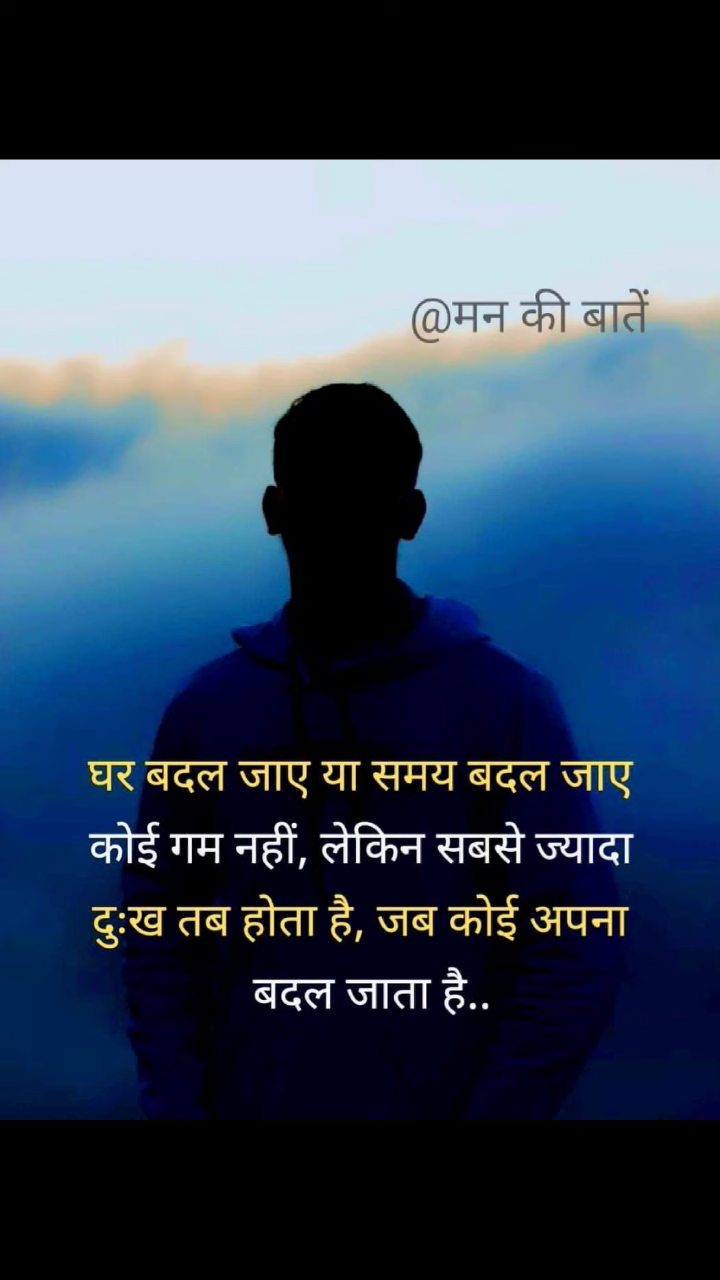 @मन की बातें
घर बदल जाए या समय बदल जाए
कोई गम नहीं, लेकिन सबसे ज्यादा
दुःख तब होता है, जब कोई अपना
बदल जाता है..